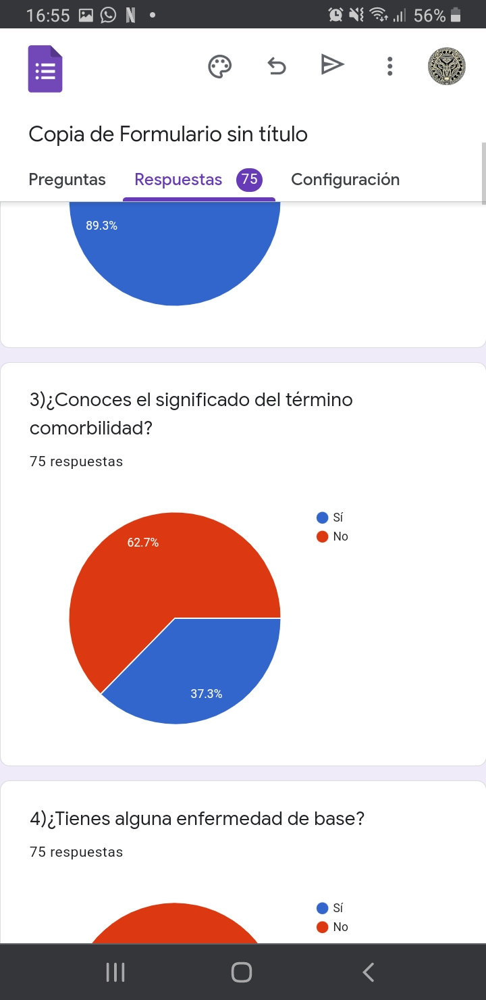 16:55
56%
Copia de Formulario sin título
Preguntas Respuestas 75 Configuración
89.3%
3)¿Conoces el significado del término
comorbilidad?
75 respuestas
Sí
No
62.7%
37.3%
4)¿Tienes alguna enfermedad de base?
75 respuestas
Sí
No